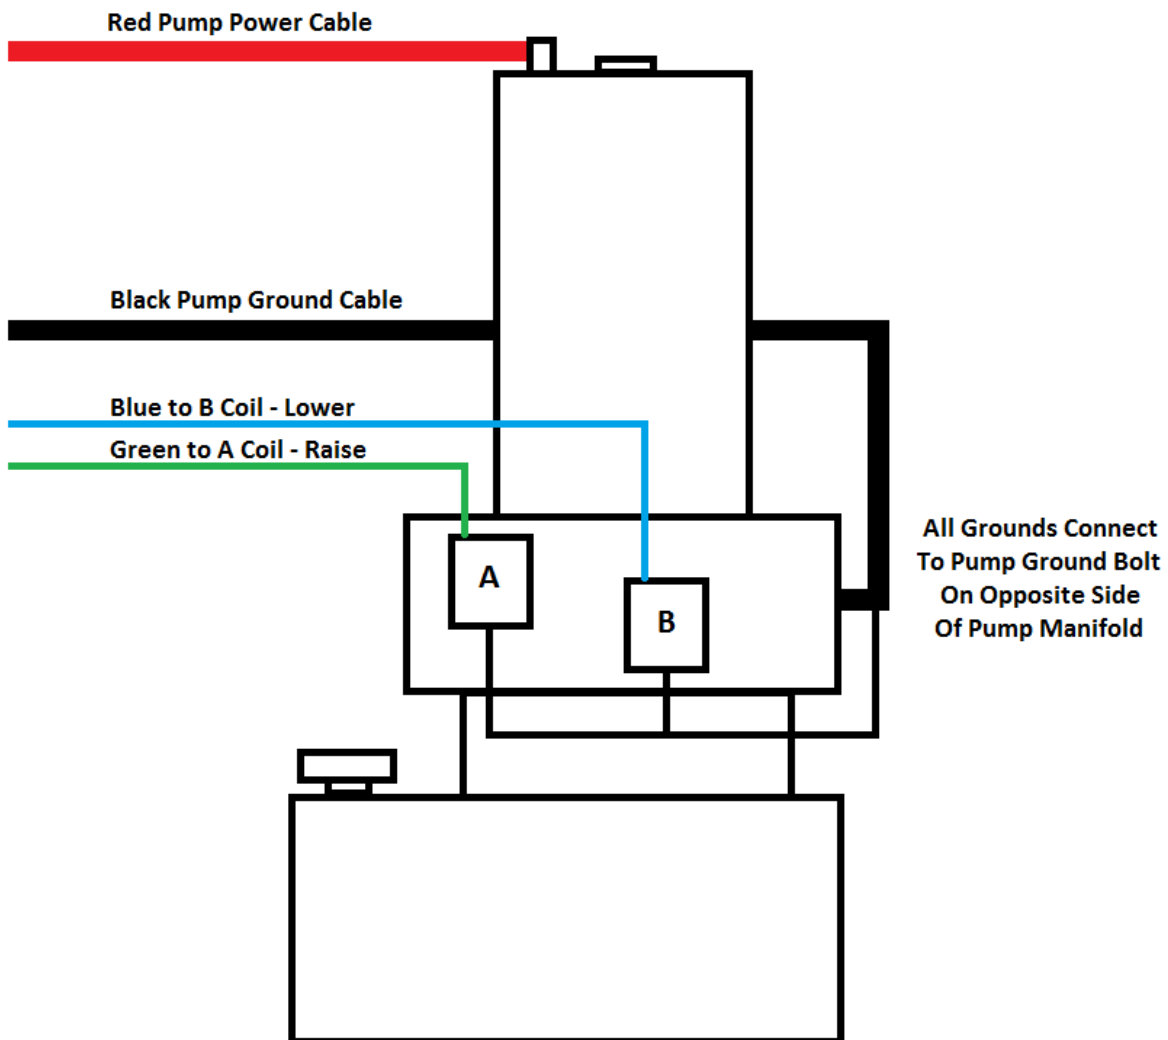 Red Pump Power Cable
Black Pump Ground Cable
Blue to B Coil - Lower
Green to A Coil - Raise
All Grounds Connect
To Pump Ground Bolt
On Opposite Side
Of Pump Manifold
A
B